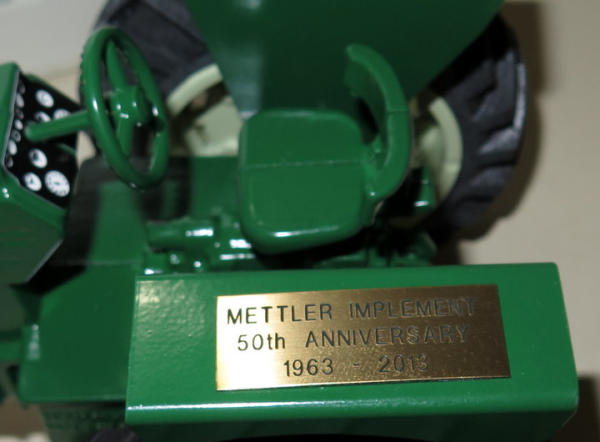 METTLER IMPLEMENT
50th ANNIVERSARY
1963 - 2013